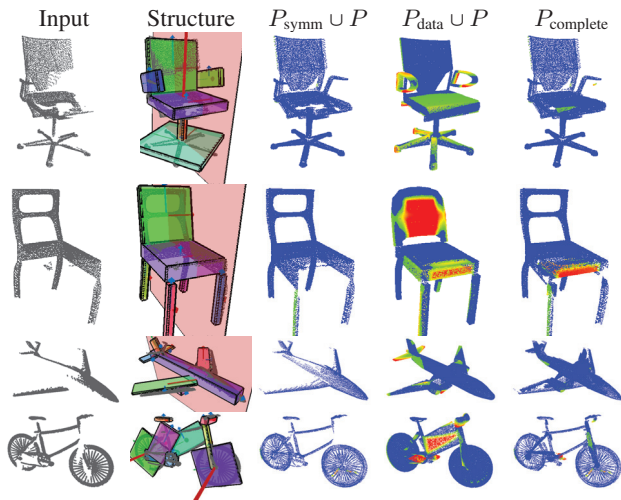 Input Structure P_symm ∪ P P_data ∪ P P_complete